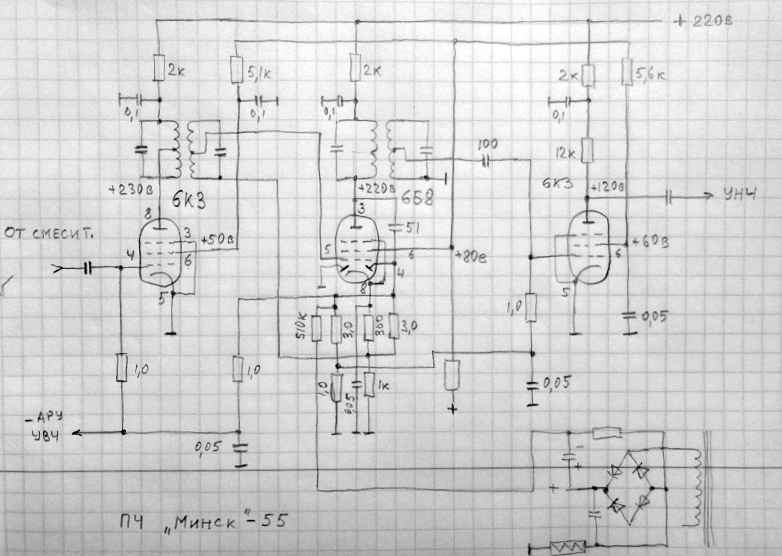 + 220В
2к
5,1к
2к
2к
5,6к
0,1
0,1
0,1
0,1
12к
100
+230В
6К3
+220В
6Б8
6К3
+120В
УНЧ
8
3
51
ОТ СМЕСИТ.
3
+50В
+60В
4
6
5
6
+80В
6
4
5
8
5
510к
3,0
300
3,0
1,0
0,05
1,0
1,0
1,0
0,05
1к
+
0,05
-АРУ
УВЧ
0,05
-
+
+
ПЧ „Минск"-55